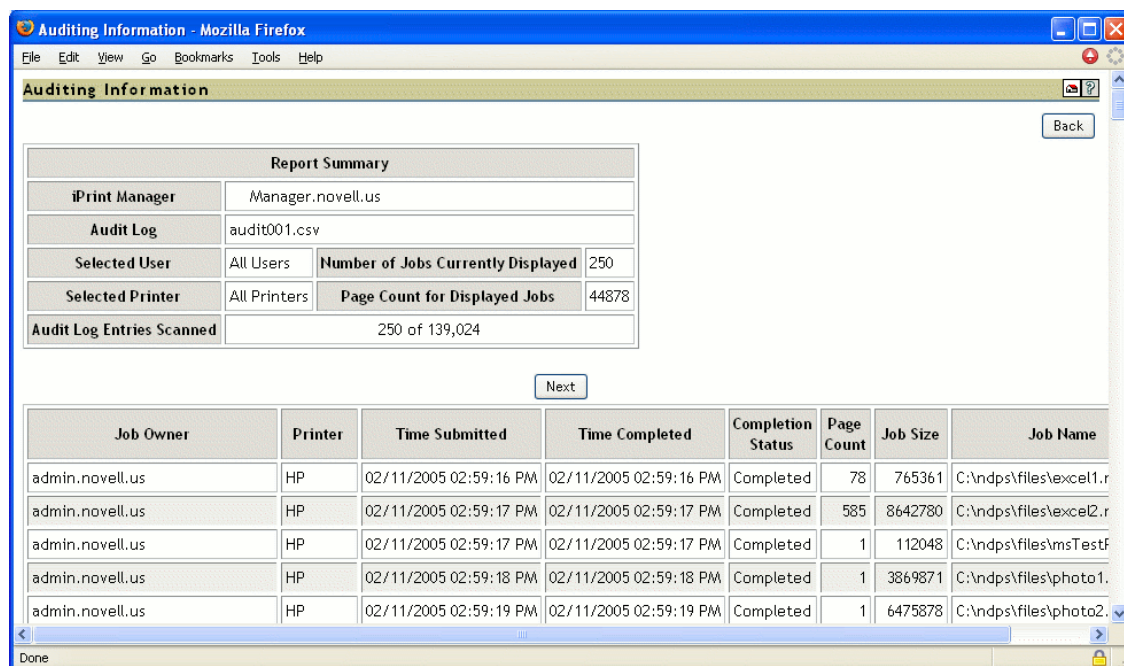 Auditing Information - Mozilla Firefox
File Edit View Go Bookmarks Tools Help
Auditing Information
?
Back
Report Summary
iPrint Manager Manager.novell.us
Audit Log audit001.csv
Selected User All Users Number of Jobs Currently Displayed 250
Selected Printer All Printers Page Count for Displayed Jobs 44878
Audit Log Entries Scanned 250 of 139,024
Next
Job Owner Printer Time Submitted Time Completed Completion Status Page Count Job Size Job Name
admin.novell.us HP 02/11/2005 02:59:16 PM 02/11/2005 02:59:16 PM Completed 78 765361 C:\ndps\files\excel1.r
admin.novell.us HP 02/11/2005 02:59:17 PM 02/11/2005 02:59:17 PM Completed 585 8642780 C:\ndps\files\excel2.r
admin.novell.us HP 02/11/2005 02:59:17 PM 02/11/2005 02:59:17 PM Completed 1 112048 C:\ndps\files\msTestF
admin.novell.us HP 02/11/2005 02:59:18 PM 02/11/2005 02:59:18 PM Completed 1 3869871 C:\ndps\files\photo1.
admin.novell.us HP 02/11/2005 02:59:19 PM 02/11/2005 02:59:19 PM Completed 1 6475878 C:\ndps\files\photo2.
Done